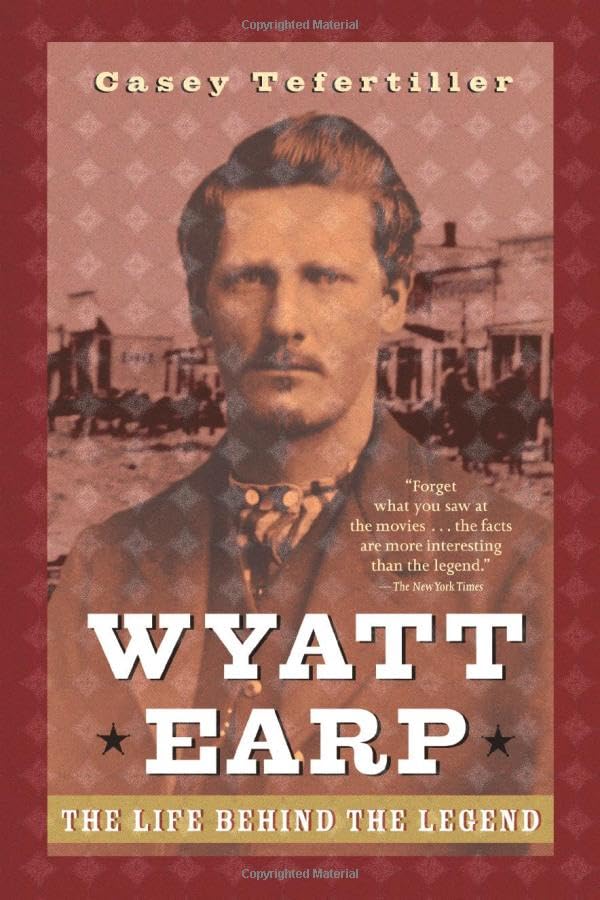 Copyrighted Material
Casey Tefertiller
“Forget
what you saw at
the movies . . . the facts
are more interesting
than the legend.”
—The New York Times
WYATT
EARP
THE LIFE BEHIND THE LEGEND
Copyrighted Material